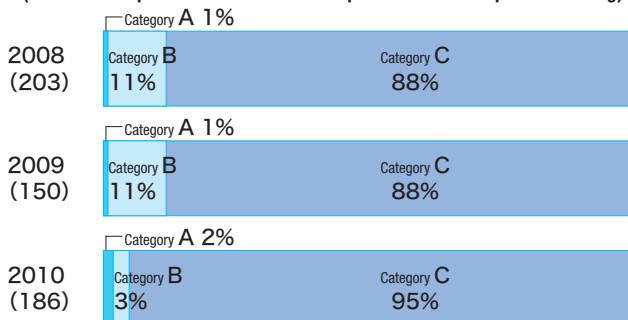 Category A 1%
2008
(203)
Category B
11%
Category C
88%
Category A 1%
2009
(150)
Category B
11%
Category C
88%
Category A 2%
2010
(186)
Category B
3%
Category C
95%